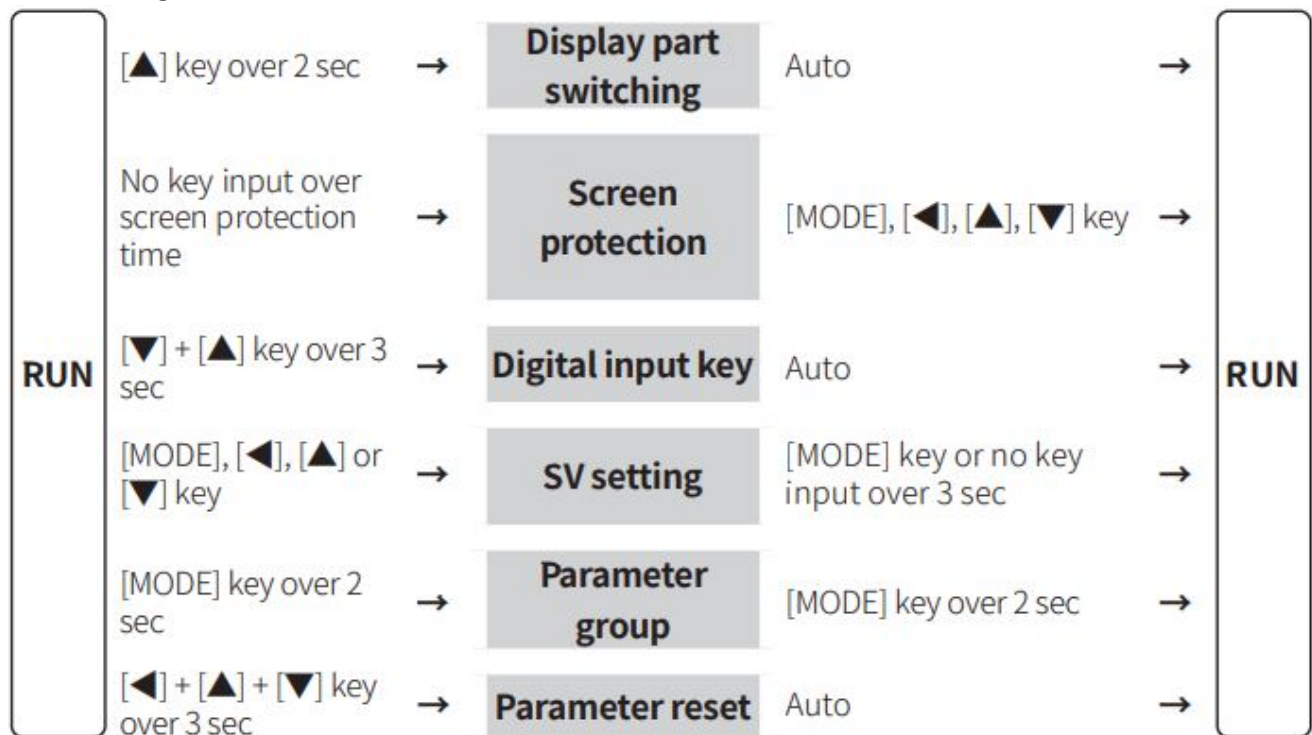 RUN
[▲] key over 2 sec
→
Display part
switching
Auto
→
No key input over
screen protection
time
→
Screen
protection
[MODE], [◀], [▲], [▼] key
→
[▼] + [▲] key over 3
sec
→
Digital input key
Auto
→
[MODE], [◀], [▲] or
[▼] key
→
SV setting
[MODE] key or no key
input over 3 sec
→
[MODE] key over 2
sec
→
Parameter
group
[MODE] key over 2 sec
→
[◀] + [▲] + [▼] key
over 3 sec
→
Parameter reset
Auto
→
RUN